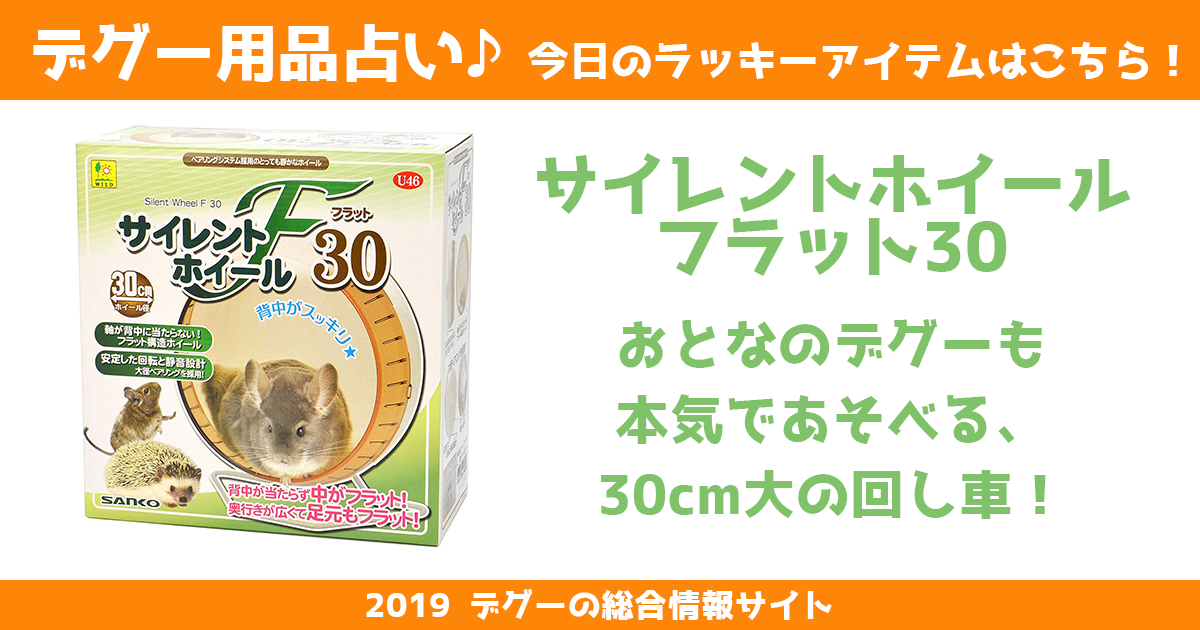 デグー用品占い♪ 今日のラッキーアイテムはこちら！
ベアリングシステム採用のとっても静かなホイール
WILD
U46
Silent Wheel F 30
F
フラット
サイレント
ホイール
30
30cm
ホイール径
背中がスッキリ★
軸が背中に当たらない！
フラット構造ホイール
安定した回転と静音設計
大径ベアリングを採用！
SANKO
背中が当たらず中がフラット！
奥行きが広くて足元もフラット！
サイレントホイール
フラット30
おとなのデグーも
本気であそべる、
30cm大の回し車！
2019 デグーの総合情報サイト